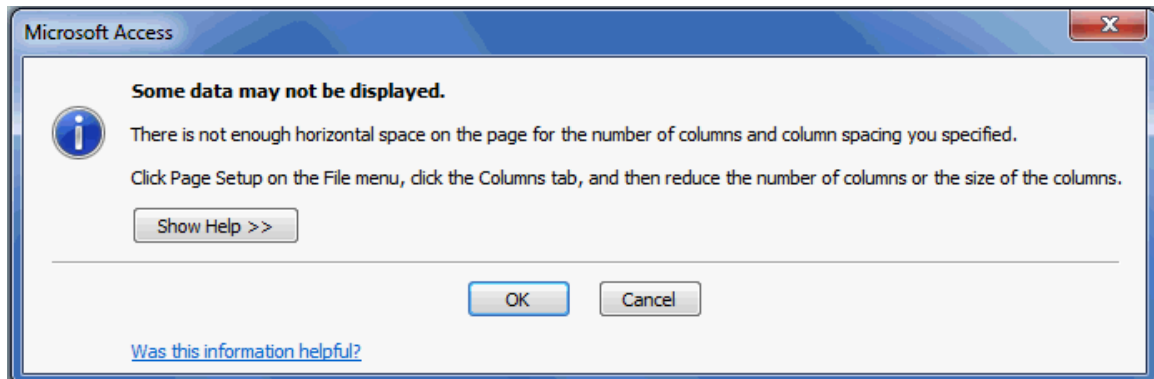 Microsoft Access
X
Some data may not be displayed.
There is not enough horizontal space on the page for the number of columns and column spacing you specified.
Click Page Setup on the File menu, click the Columns tab, and then reduce the number of columns or the size of the columns.
Show Help >>
OK Cancel
Was this information helpful?